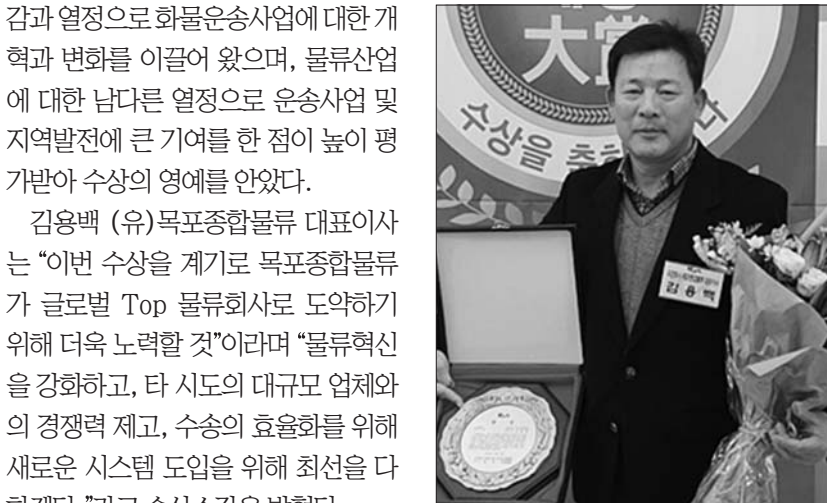 감과 열정으로 화물운송사업에 대한 개
혁과 변화를 이끌어 왔으며, 물류산업
에 대한 남다른 열정으로 운송사업 및
지역발전에 큰 기여를 한 점이 높이 평
가받아 수상의 영예를 안았다.
김용백 (유)목포종합물류 대표이사
는 “이번 수상을 계기로 목포종합물류
가 글로벌 Top 물류회사로 도약하기
위해 더욱 노력할 것”이라며 “물류혁신
을 강화하고, 타 시도의 대규모 업체와
의 경쟁력 제고, 수송의 효율화를 위해
새로운 시스템 도입을 위해 최선을 다
大賞
수상을
김용백